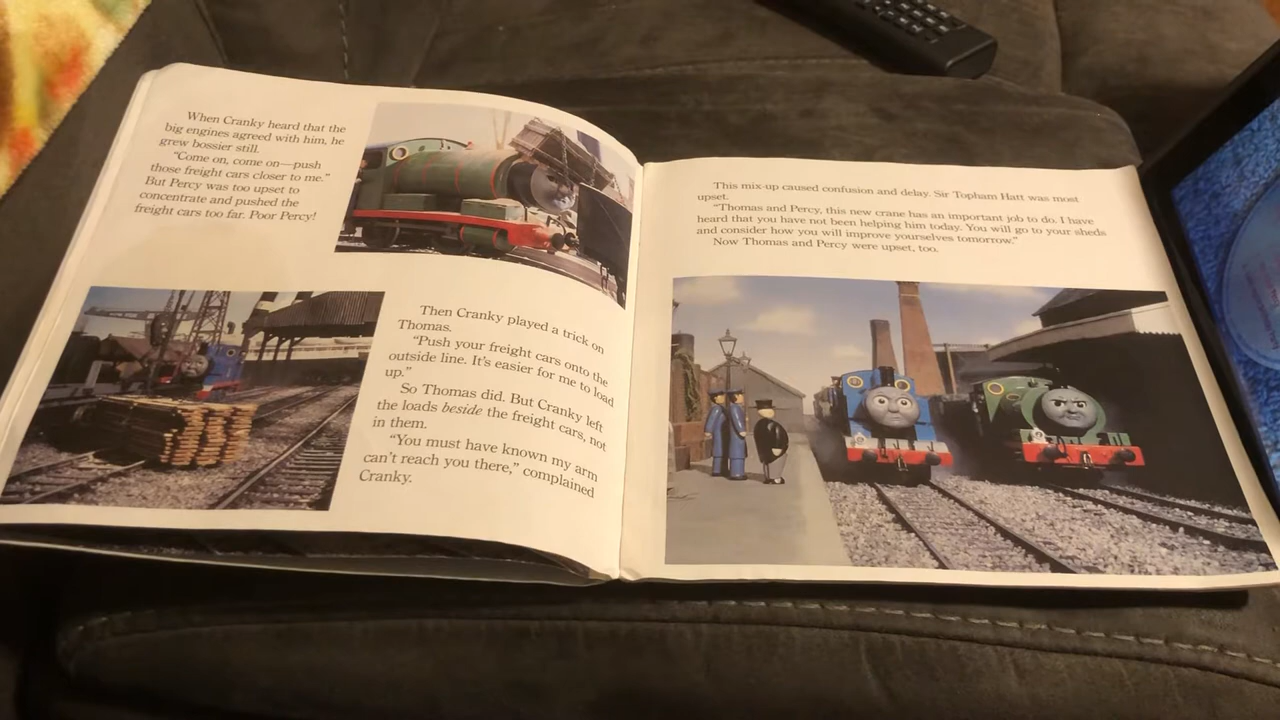 When Cranky heard that the
big engines agreed with him, he
grew bossier still.
“Come on, come on—push
those freight cars closer to me.”
But Percy was too upset to
concentrate and pushed the
freight cars too far. Poor Percy!
Then Cranky played a trick on
Thomas.
“Push your freight cars onto the
outside line. It’s easier for me to load
up.”
So Thomas did. But Cranky left
the loads beside the freight cars, not
in them.
“You must have known my arm
can’t reach you there,” complained
Cranky.
This mix-up caused confusion and delay. Sir Topham Hatt was most
upset.
“Thomas and Percy, this new crane has an important job to do. I have
heard that you have not been helping him today. You will go to your sheds
and consider how you will improve yourselves tomorrow.”
Now Thomas and Percy were upset, too.